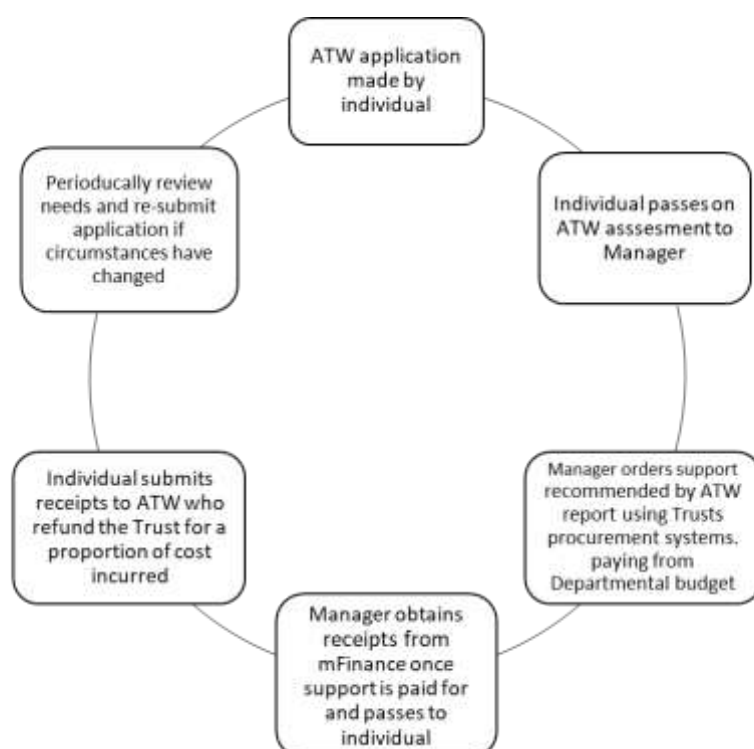 ATW application
made by
individual
Individual passes on
ATW asssesment to
Manager
Manager orders support
recommended by ATW
report using Trusts
procurement systems.
paying from
Departmental budget
Manager obtains
receipts from
mFinance once
support is paid for
and passes to
individual
Individual submits
receipts to ATW who
refund the Trust for a
proportion of cost
incurred
Perioducally review
needs and re-submit
application if
circumstances have
changed